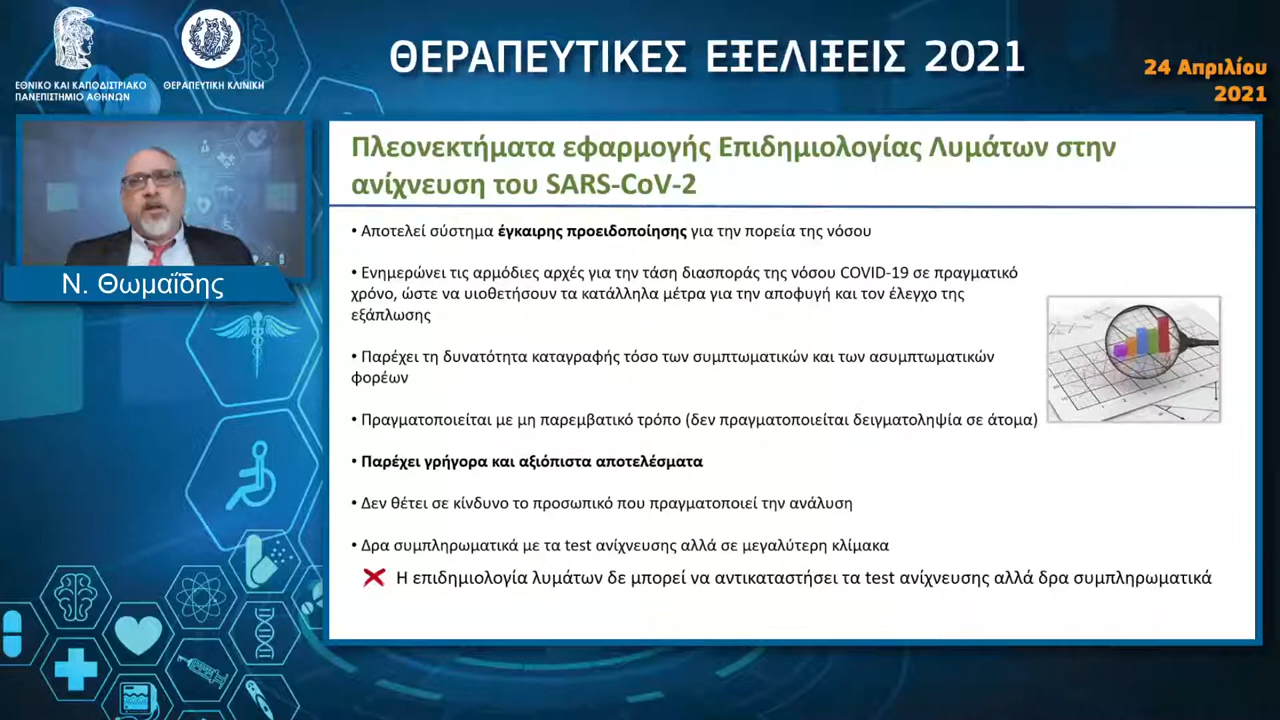 ΕΘΝΙΚΟ ΚΑΙ ΚΑΠΟΔΙΣΤΡΙΑΚΟ
ΠΑΝΕΠΙΣΤΗΜΙΟ ΑΘΗΝΩΝ
ΘΕΡΑΠΕΥΤΙΚΗ ΚΛΙΝΙΚΗ
ΘΕΡΑΠΕΥΤΙΚΕΣ ΕΞΕΛΙΞΕΙΣ 2021
24 Απριλίου
2021
Ν. Θωμαΐδης
Πλεονεκτήματα εφαρμογής Επιδημιολογίας Λυμάτων στην
ανίχνευση του SARS-CoV-2
• Αποτελεί σύστημα έγκαιρης προειδοποίησης για την πορεία της νόσου
• Ενημερώνει τις αρμόδιες αρχές για την τάση διασποράς της νόσου COVID-19 σε πραγματικό
χρόνο, ώστε να υιοθετήσουν τα κατάλληλα μέτρα για την αποφυγή και τον έλεγχο της
εξάπλωσης
• Παρέχει τη δυνατότητα καταγραφής τόσο των συμπτωματικών και των ασυμπτωματικών
φορέων
• Πραγματοποιείται με μη παρεμβατικό τρόπο (δεν πραγματοποιείται δειγματοληψία σε άτομα)
• Παρέχει γρήγορα και αξιόπιστα αποτελέσματα
• Δεν θέτει σε κίνδυνο το προσωπικό που πραγματοποιεί την ανάλυση
• Δρα συμπληρωματικά με τα test ανίχνευσης αλλά σε μεγαλύτερη κλίμακα
Η επιδημιολογία λυμάτων δε μπορεί να αντικαταστήσει τα test ανίχνευσης αλλά δρα συμπληρωματικά